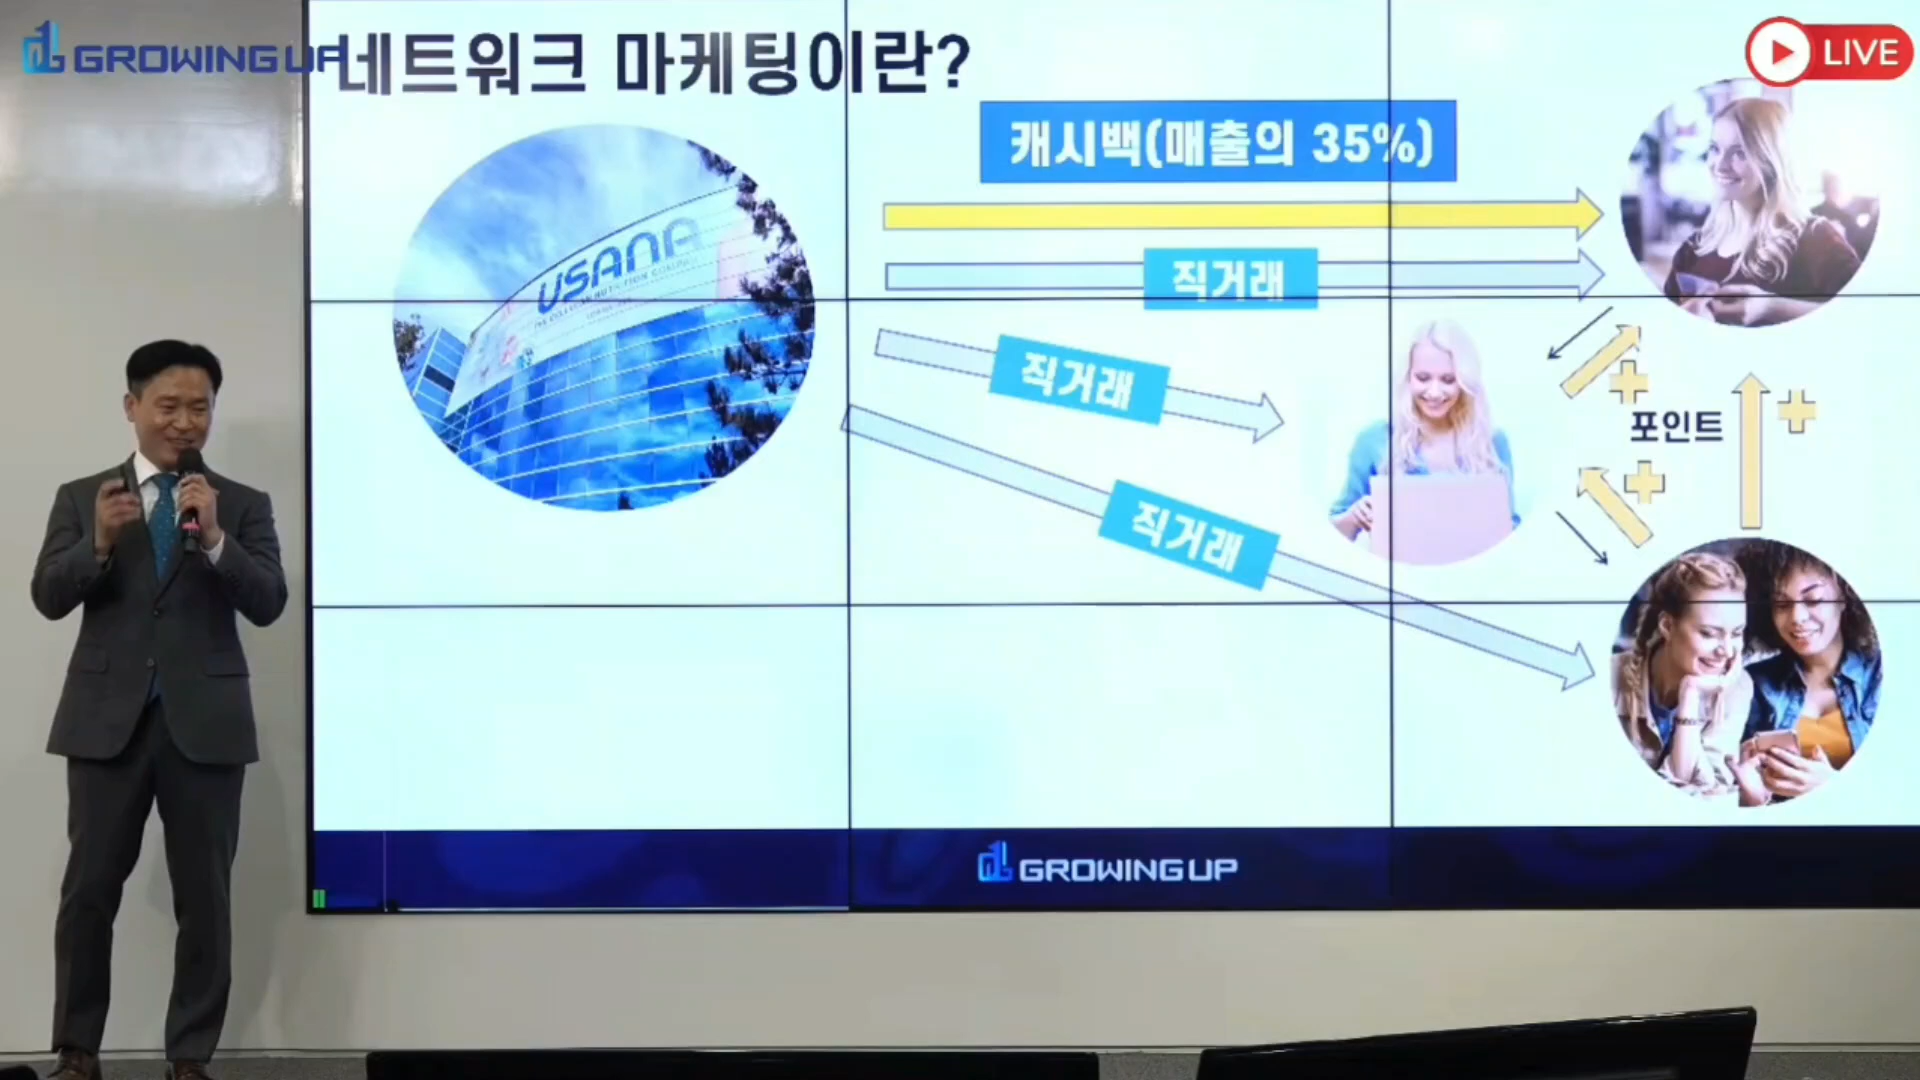 GROWING UP
네트워크 마케팅이란?
LIVE
캐시백(매출의 35%)
USANA
직거래
직거래
포인트
직거래
GROWING UP